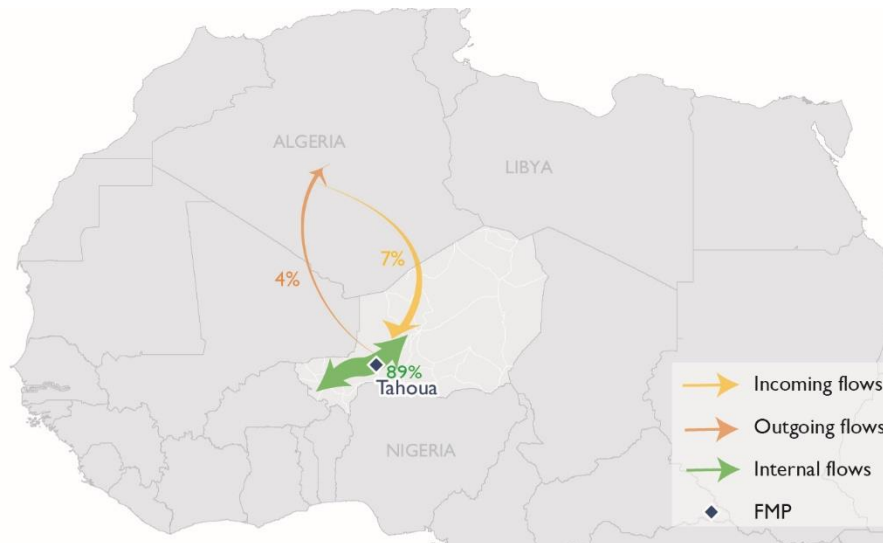 ALGERIA
LIBYA
7%
4%
89%
Tahoua
NIGERIA
Incoming flows
Outgoing flows
Internal flows
FMP